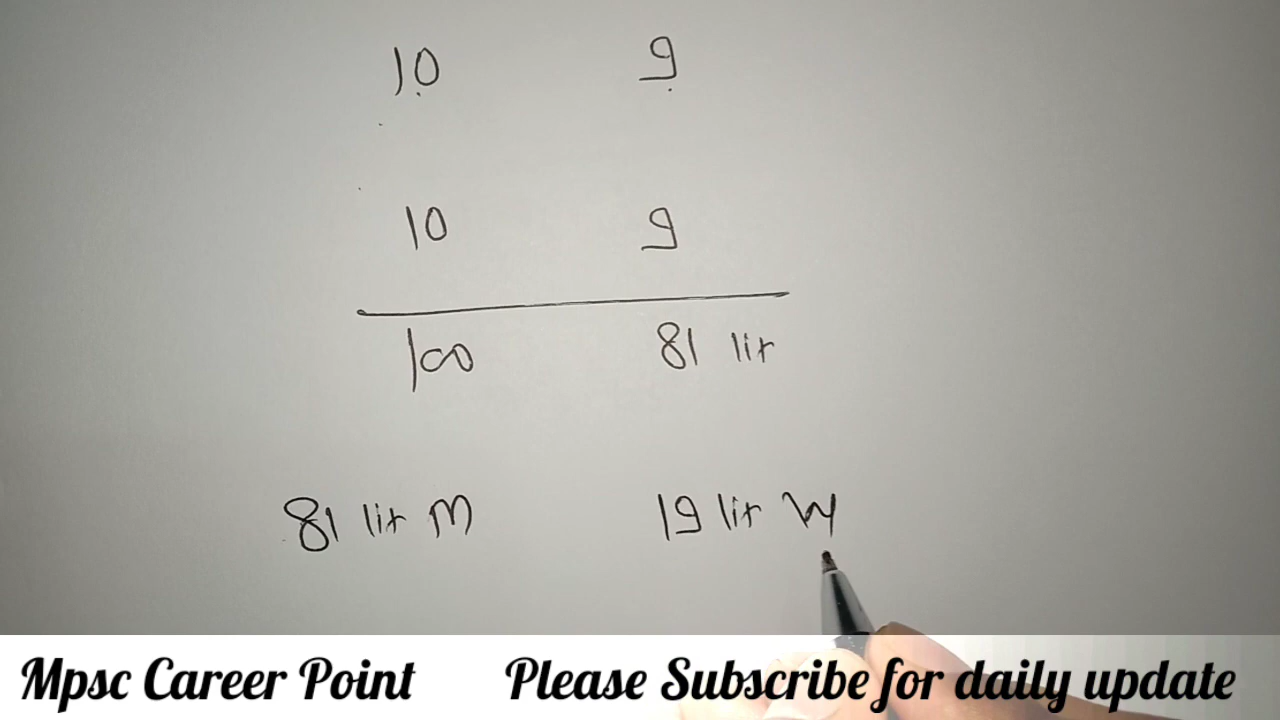 10 9
10 9
100 81 lit
81 lit M 19 lit W
Mpsc Career Point Please Subscribe for daily update